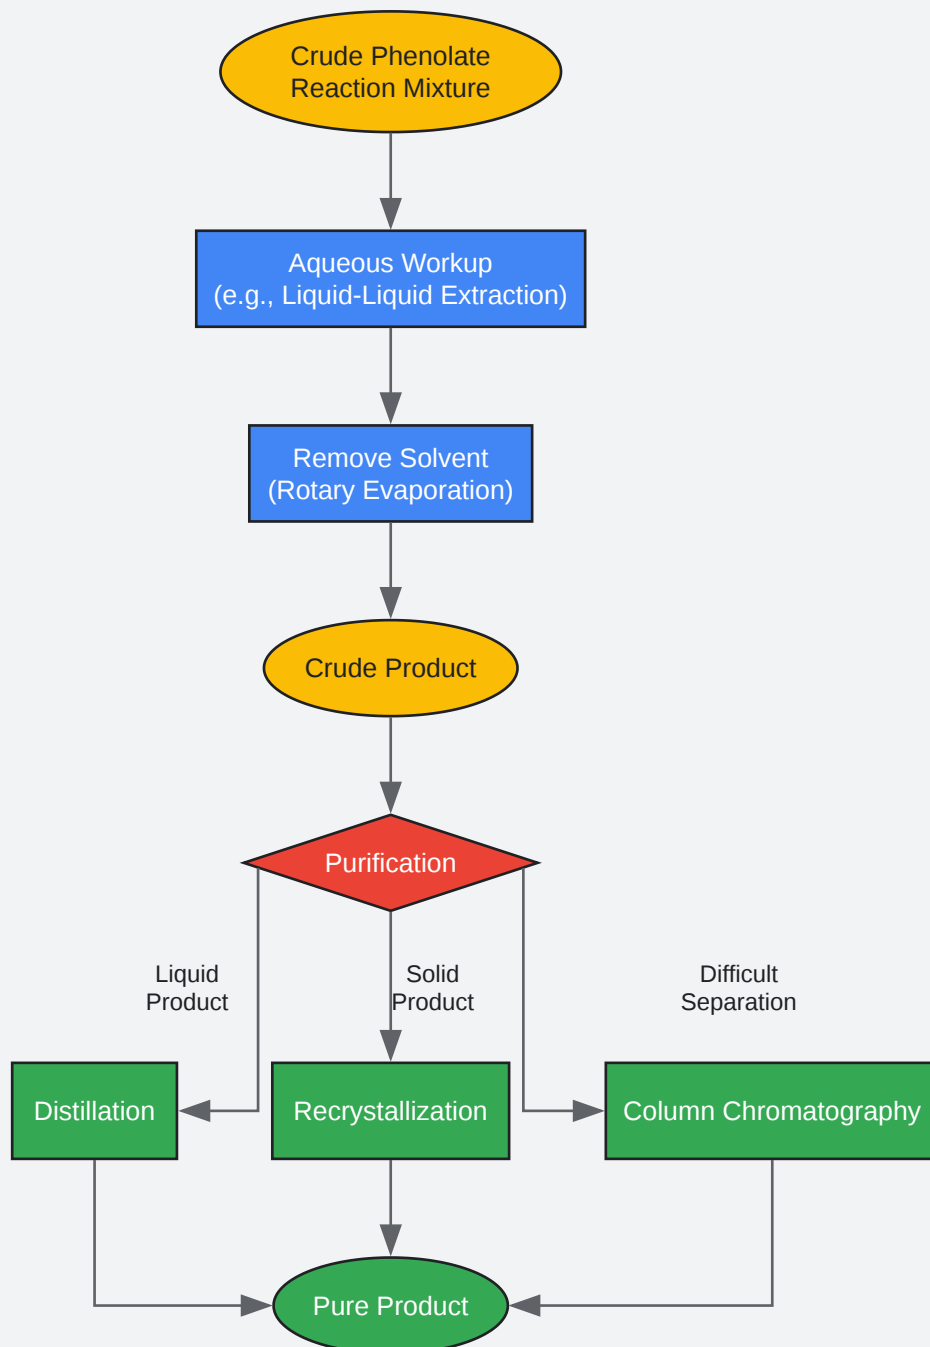 Crude Phenolate
Reaction Mixture
Aqueous Workup
(e.g., Liquid-Liquid Extraction)
Remove Solvent
(Rotary Evaporation)
Crude Product
Purification
Liquid
Product
Solid
Product
Difficult
Separation
Distillation
Recrystallization
Column Chromatography
Pure Product